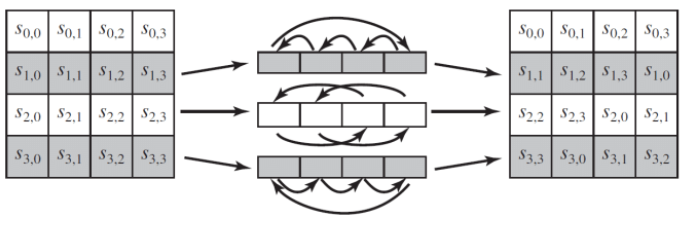 s0,0 s0,1 s0,2 s0,3 s0,0 s0,1 s0,2 s0,3
s1,0 s1,1 s1,2 s1,3 s1,1 s1,2 s1,3 s1,0
s2,0 s2,1 s2,2 s2,3 s2,2 s2,3 s2,0 s2,1
s3,0 s3,1 s3,2 s3,3 s3,3 s3,0 s3,1 s3,2